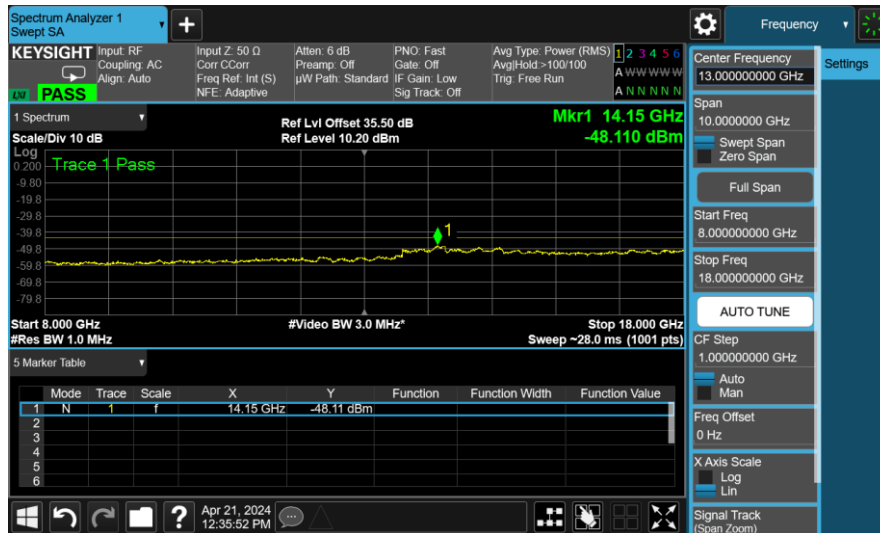 Spectrum Analyzer 1
Swept SA
+
Frequency
KEYSIGHT
Input: RF
Coupling: AC
Align: Auto
LXI
PASS
Input Z: 50 Ω
Corr CCorr
Freq Ref: Int (S)
NFE: Adaptive
Atten: 6 dB
Preamp: Off
µW Path: Standard
PNO: Fast
Gate: Off
IF Gain: Low
Sig Track: Off
Avg Type: Power (RMS)
Avg|Hold:>100/100
Trig: Free Run
1 2 3 4 5 6
A W W W W W
A N N N N N
1 Spectrum
Scale/Div 10 dB
Ref Lvl Offset 35.50 dB
Ref Level 10.20 dBm
Mkr1 14.15 GHz
-48.110 dBm
Log
Trace 1 Pass
0.200
-9.80
-19.8
-29.8
-39.8
-49.8
-59.8
-69.8
-79.8
1
Start 8.000 GHz
#Res BW 1.0 MHz
#Video BW 3.0 MHz*
Stop 18.000 GHz
Sweep ~28.0 ms (1001 pts)
5 Marker Table
Mode Trace Scale X Y Function Function Width Function Value
1 N 1 f 14.15 GHz -48.11 dBm
2
3
4
5
6
?
Apr 21, 2024
12:35:52 PM
Center Frequency
13.000000000 GHz
Settings
Span
10.0000000 GHz
Swept Span
Zero Span
Full Span
Start Freq
8.000000000 GHz
Stop Freq
18.000000000 GHz
AUTO TUNE
CF Step
1.000000000 GHz
Auto
Man
Freq Offset
0 Hz
X Axis Scale
Log
Lin
Signal Track
(Span Zoom)